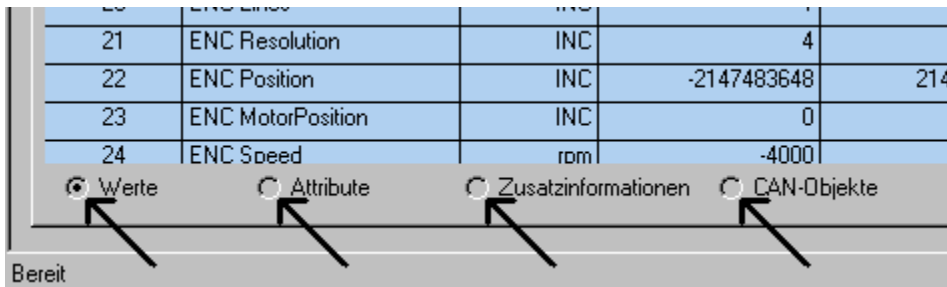 21 ENC Resolution INC 4
22 ENC Position INC -2147483648 214
23 ENC MotorPosition INC 0
24 ENC Speed rpm -4000
Werte Attribute Zusatzinformationen CAN-Objekte
Bereit